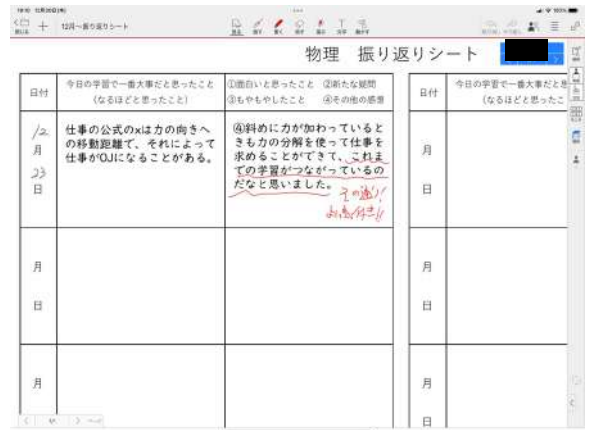 12月〜振り返りシート
100%
物理 振り返りシート
日付
今日の学習で一番大事だと思ったこと
(なるほどと思ったこと)
①面白いと思ったこと ②新たな疑問
③もやもやしたこと ④その他の感想
日付
今日の学習で一番大事だと思
(なるほどと思ったこ
12
月
23
日
仕事の公式のxは力の向きへ
の移動距離で、それによって
仕事が0Jになることがある。
④斜めに力が加わっていると
きも力の分解を使って仕事を
求めることができて、これま
での学習がつながっているの
だなと思いました。
その通り!
よい気付き!!
月
日
月
日
月
日
月
月
日